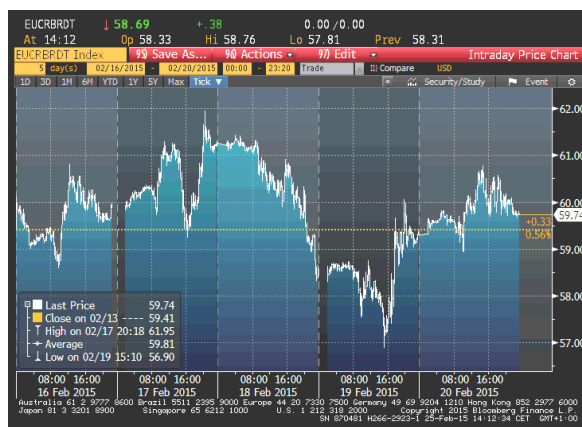 EUCRBRDT ↓ 58.69 +.38 0.00/0.00
At 14:12 Op 58.33 Hi 58.76 Lo 57.81 Prev 58.31
EUCRBRDT Index 95) Save As... 96) Actions 97) Edit Intraday Price Chart
5 day(s) 02/16/2015 - 02/20/2015 00:00 - 23:20 Trade 11) Compare USD
1D 3D 1M 6M YTD 1Y 5Y Max Tick ▼ « Security/Study Event
62.00
61.00
60.00
59.74
+0.33
0.56%
59.00
58.00
57.00
Last Price 59.74
Close on 02/13 ---- 59.41
High on 02/17 20:18 61.95
Average 59.81
Low on 02/19 15:10 56.90
08:00 16:00 08:00 16:00 08:00 16:00 08:00 16:00 08:00 16:00
16 Feb 2015 17 Feb 2015 18 Feb 2015 19 Feb 2015 20 Feb 2015
Australia 61 2 9777 8600 Brazil 5511 2395 9000 Europe 44 20 7330 7500 Germany 49 69 9204 1210 Hong Kong 852 2977 6000
Japan 81 3 3201 8900 Singapore 65 6212 1000 U.S. 1 212 318 2000 Copyright 2015 Bloomberg Finance L.P.
SN 870481 H266-2923-1 25-Feb-15 14:12:34 CET GMT+1:00